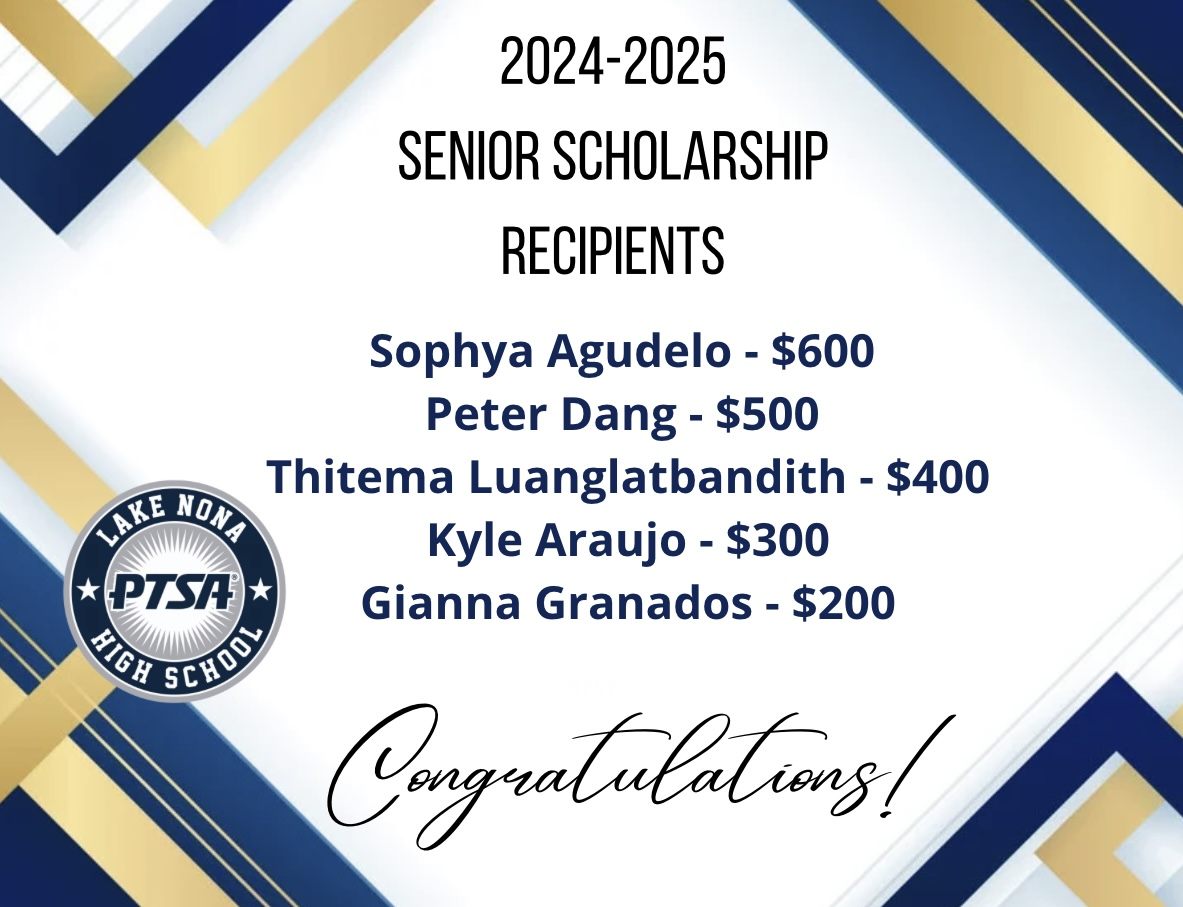 2024-2025
SENIOR SCHOLARSHIP
RECIPIENTS
Sophya Agudelo - $600
Peter Dang - $500
Thitema Luanglatbandith - $400
Kyle Araujo - $300
Gianna Granados - $200
LAKE NONA
PTSA®
HIGH SCHOOL
Congratulations!